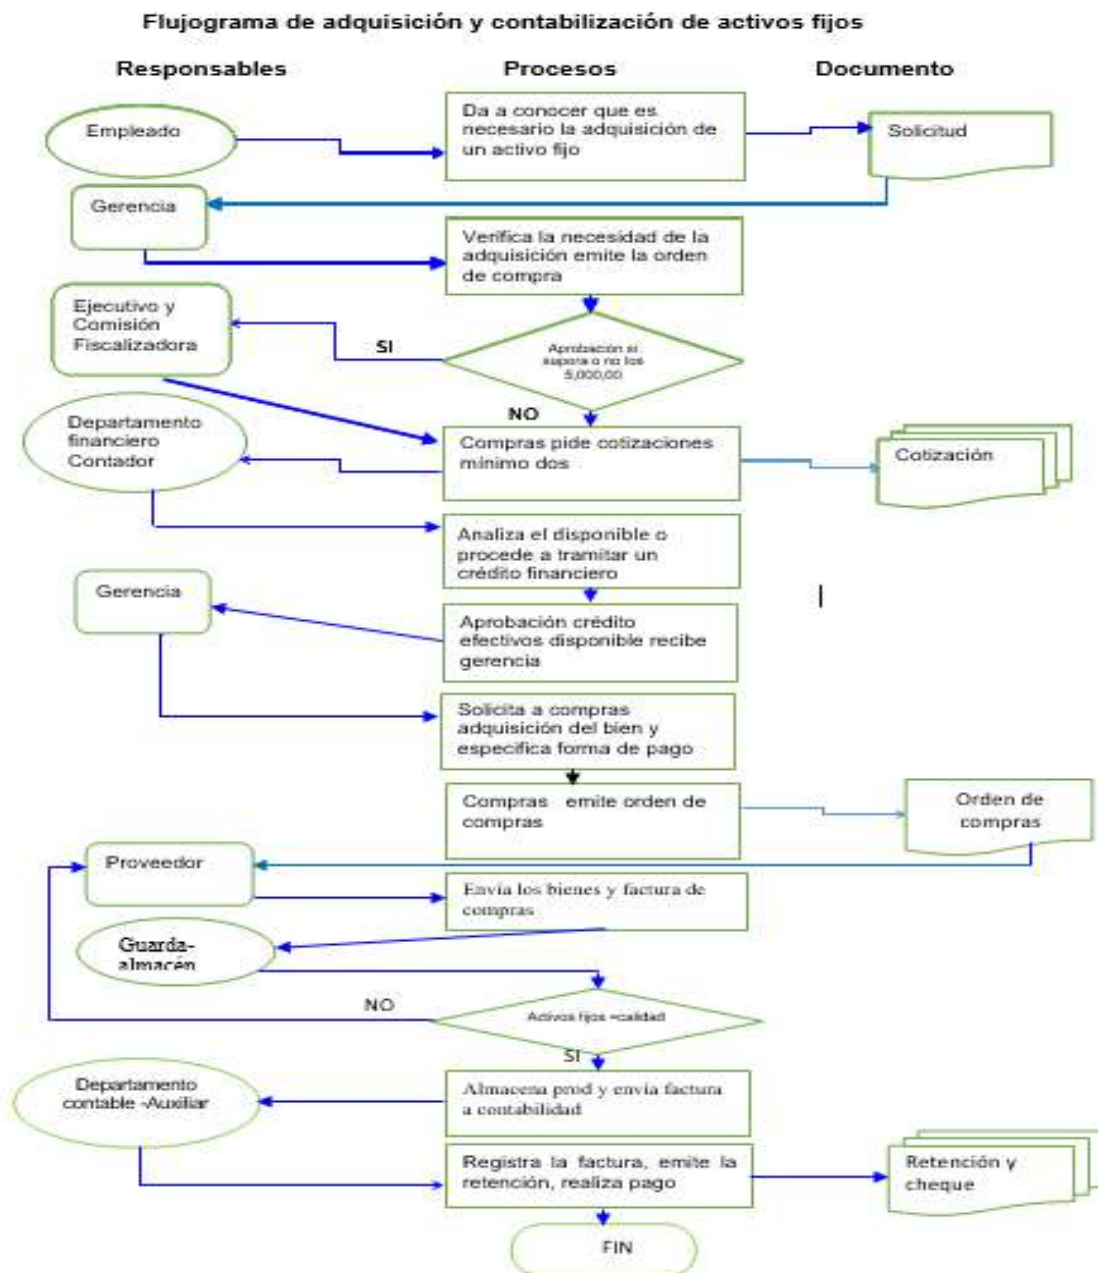 Flujograma de adquisición y contabilización de activos fijos
Responsables
Procesos
Documento
Empleado
Da a conocer que es
necesario la adquisición de
un activo fijo
Solicitud
Gerencia
Verifica la necesidad de la
adquisición emite la orden
de compra
Ejecutivo y
Comisión
Fiscalizadora
SI
Aprobación si
supera o no los
5,000,00
NO
Departamento
financiero
Contador
Compras pide cotizaciones
mínimo dos
Cotización
Analiza el disponible o
procede a tramitar un
crédito financiero
Gerencia
Aprobación crédito
efectivos disponible recibe
gerencia
Solicita a compras
adquisición del bien y
especifica forma de pago
Compras emite orden de
compras
Orden de
compras
Proveedor
Envía los bienes y factura de
compras
Guarda-
almacén
NO
Activos fijos =calidad
SI
Departamento
contable -Auxiliar
Almacena prod y envía factura
a contabilidad
Registra la factura, emite la
retención, realiza pago
Retención y
cheque
FIN